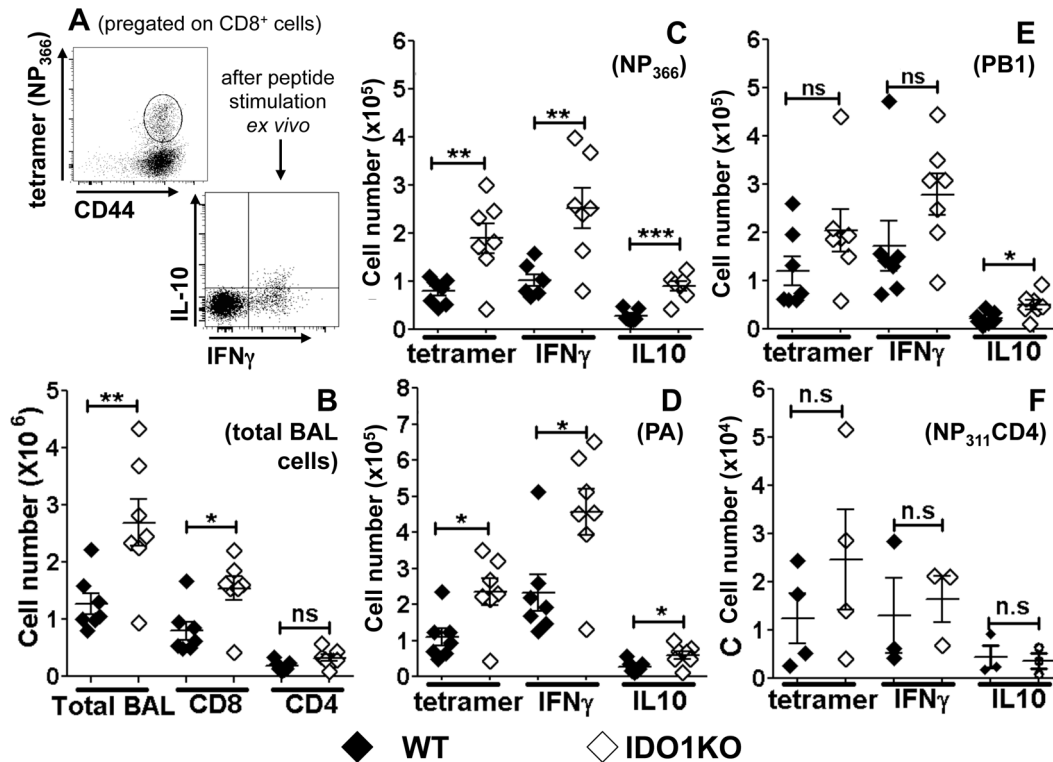 A (pregated on CD8+ cells)
tetramer (NP366)
CD44
after peptide
stimulation
ex vivo
IL-10
IFNγ
B
(total BAL
cells)
Cell number (X10 6)
5
4
3
2
1
0
**
*
ns
Total BAL CD8 CD4
C
(NP366)
Cell number (x105)
6
5
4
3
2
1
0
**
**
***
tetramer IFNγ IL10
D
(PA)
Cell number (x105)
8
7
6
5
4
3
2
1
0
*
*
*
tetramer IFNγ IL10
E
(PB1)
Cell number (x105)
6
5
4
3
2
1
0
ns
ns
*
tetramer IFNγ IL10
F
(NP311CD4)
C Cell number (x104)
6
5
4
3
2
1
0
n.s
n.s
n.s
tetramer IFNγ IL10
WT IDO1KO